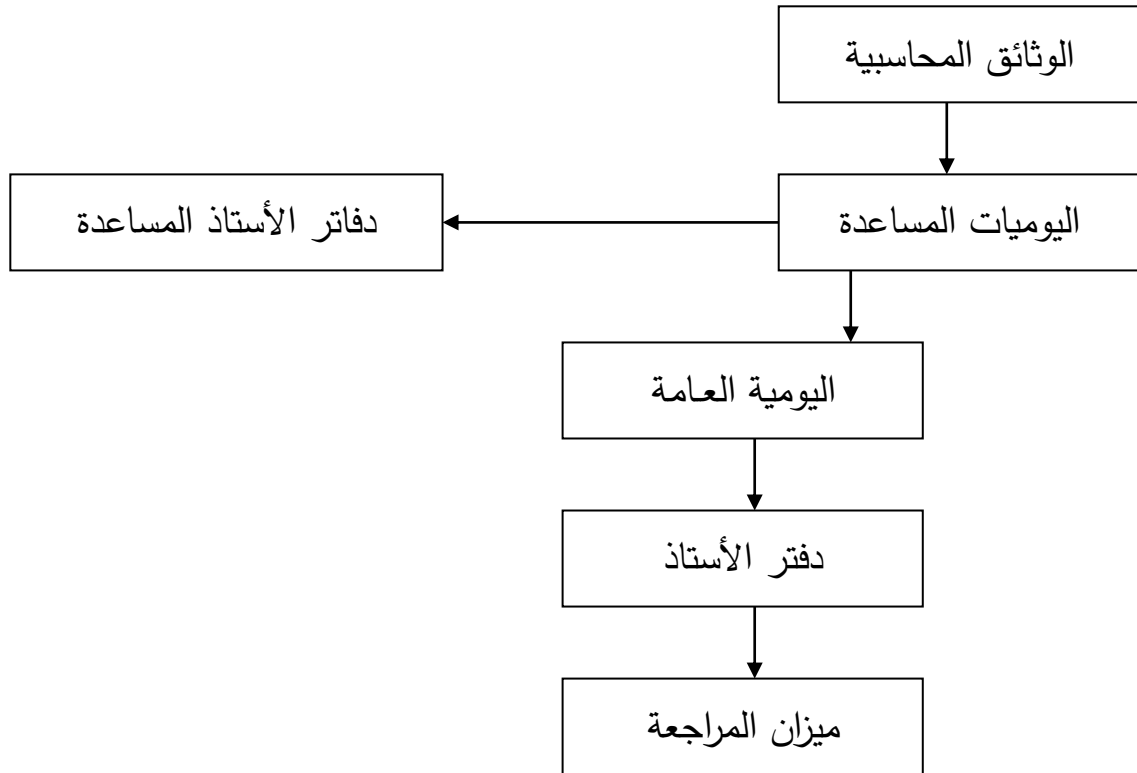 الوثائق المحاسبية
اليوميات المساعدة
دفاتر الأستاذ المساعدة
اليومية العامة
دفتر الأستاذ
ميزان المراجعة